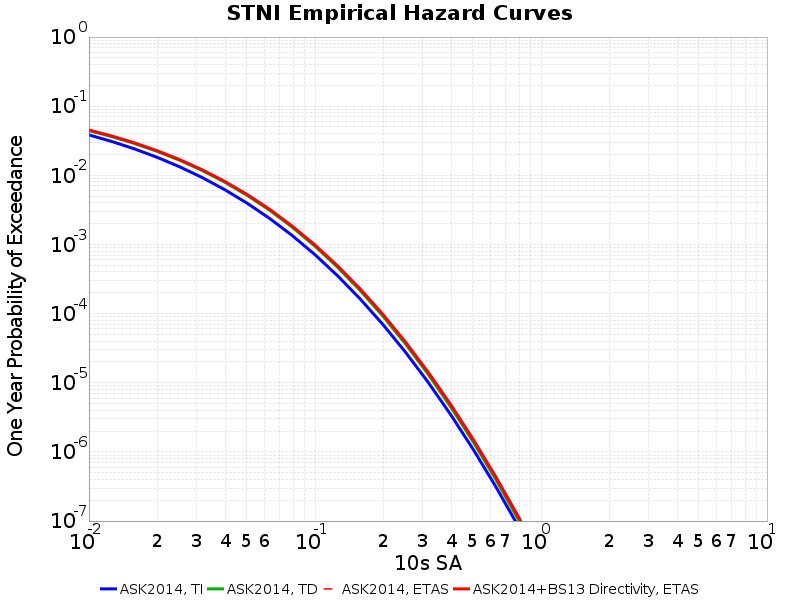 STNI Empirical Hazard Curves
One Year Probability of Exceedance
10^0
10^-1
10^-2
10^-3
10^-4
10^-5
10^-6
10^-7
10^-2 2 3 4 5 6 10^-1 2 3 4 5 6 7 10^0 2 3 4 5 6 7 10^1
10s SA
ASK2014, TI ASK2014, TD ASK2014, ETAS ASK2014+BS13 Directivity, ETAS